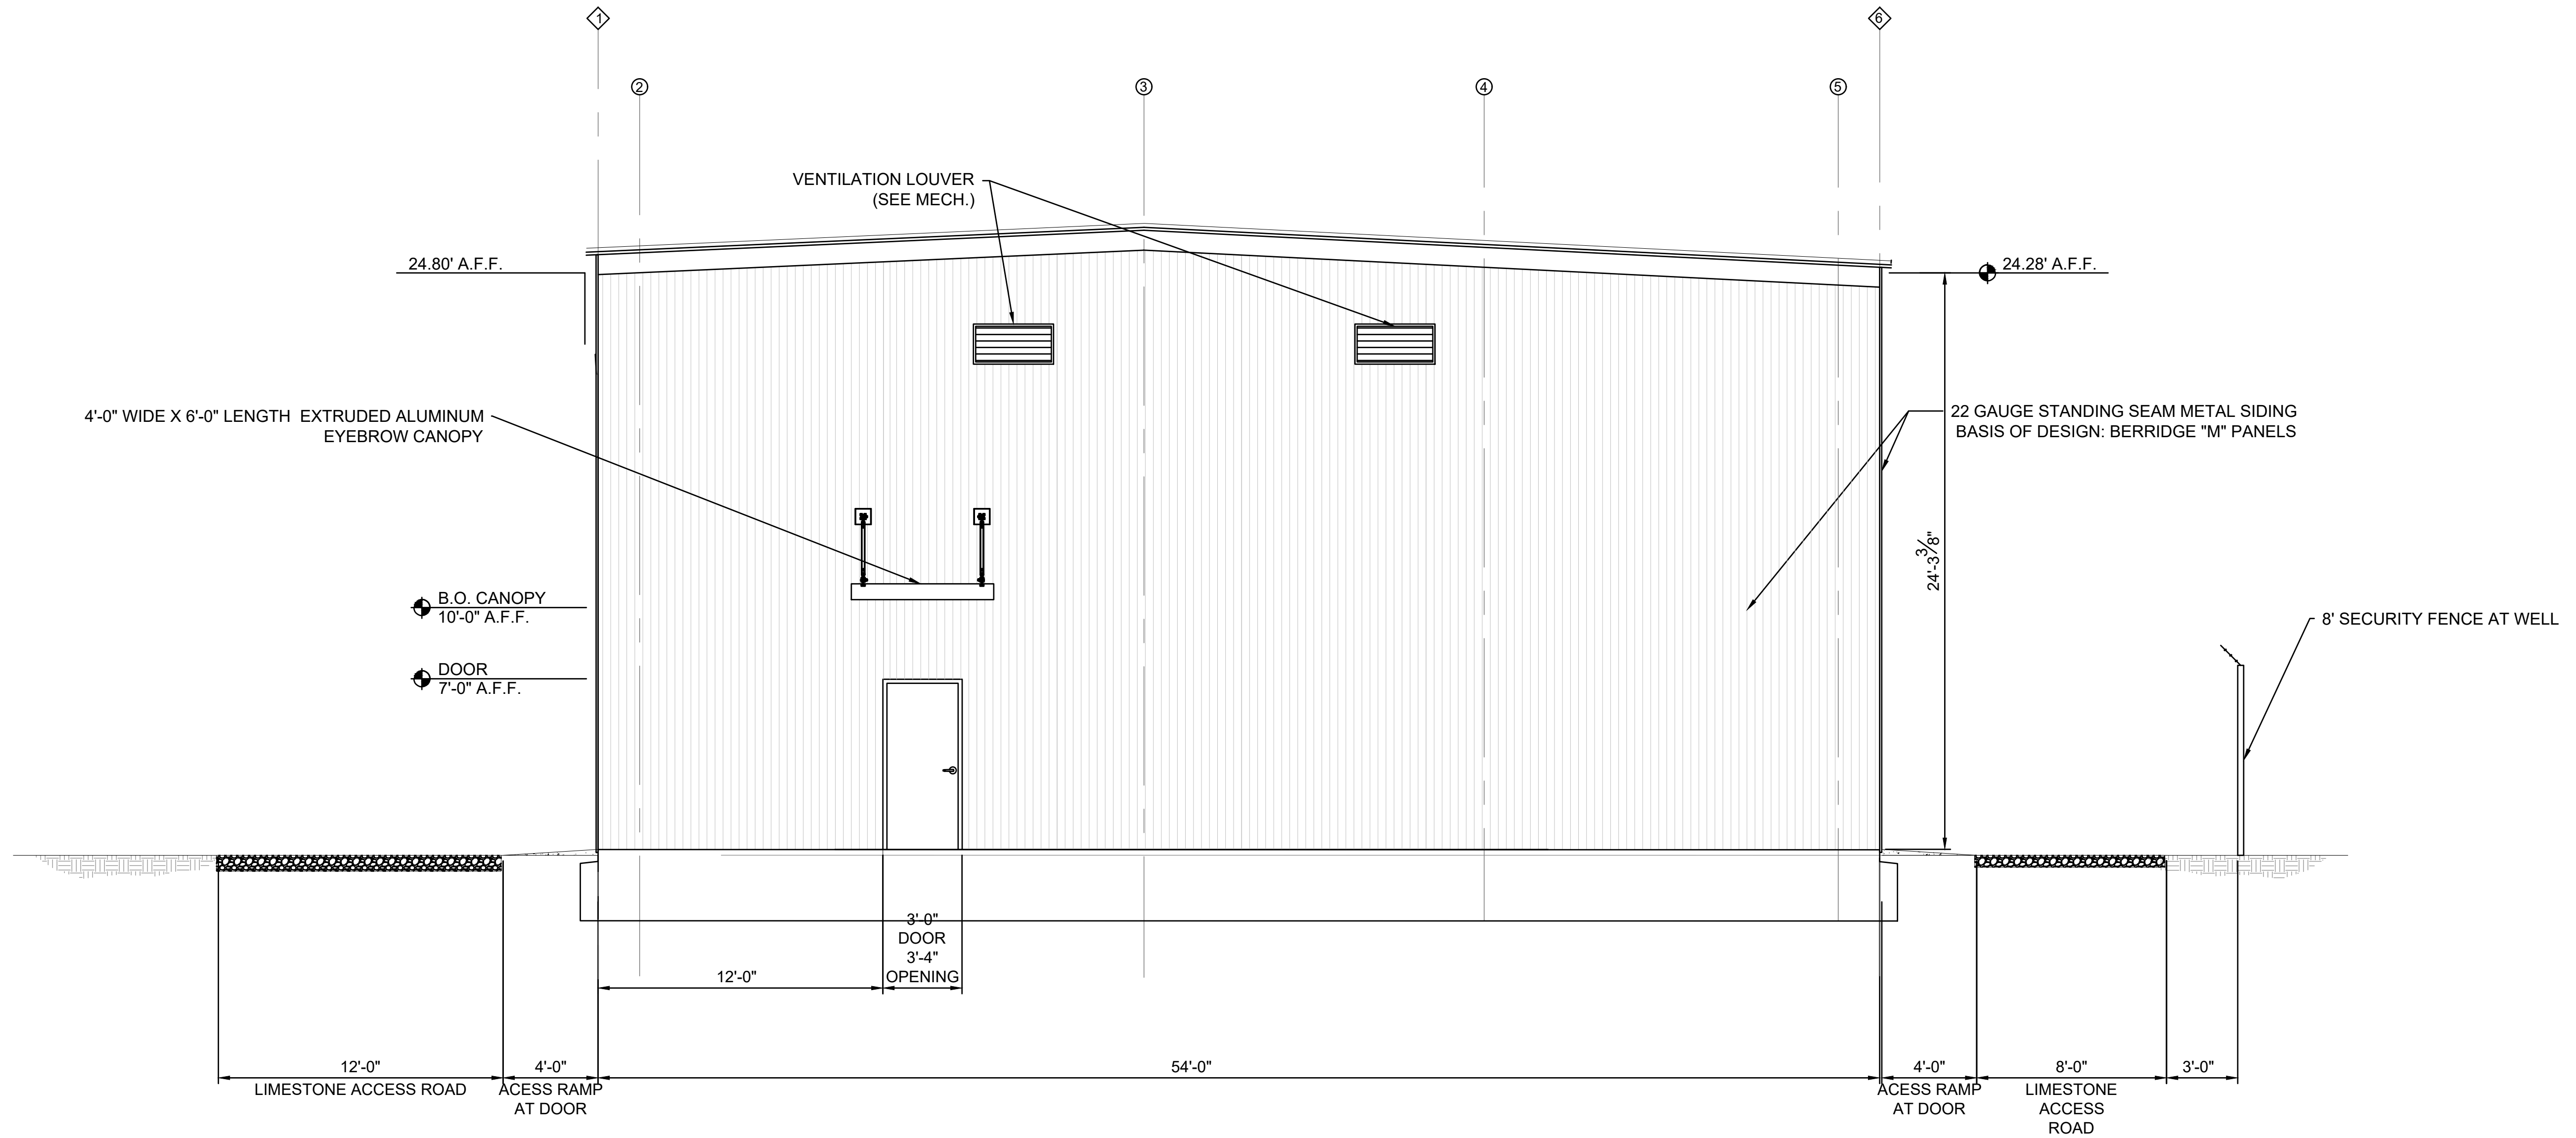 1
6
2
3
4
5
VENTILATION LOUVER
(SEE MECH.)
24.80' A.F.F.
24.28' A.F.F.
4'-0" WIDE X 6'-0" LENGTH EXTRUDED ALUMINUM
EYEBROW CANOPY
22 GAUGE STANDING SEAM METAL SIDING
BASIS OF DESIGN: BERRIDGE "M" PANELS
24'-3 3/8"
B.O. CANOPY
10'-0" A.F.F.
8' SECURITY FENCE AT WELL
DOOR
7'-0" A.F.F.
3'-0"
DOOR
3'-4"
OPENING
12'-0"
12'-0"
LIMESTONE ACCESS ROAD
4'-0"
ACESS RAMP
AT DOOR
54'-0"
4'-0"
ACESS RAMP
AT DOOR
8'-0"
LIMESTONE
ACCESS
ROAD
3'-0"